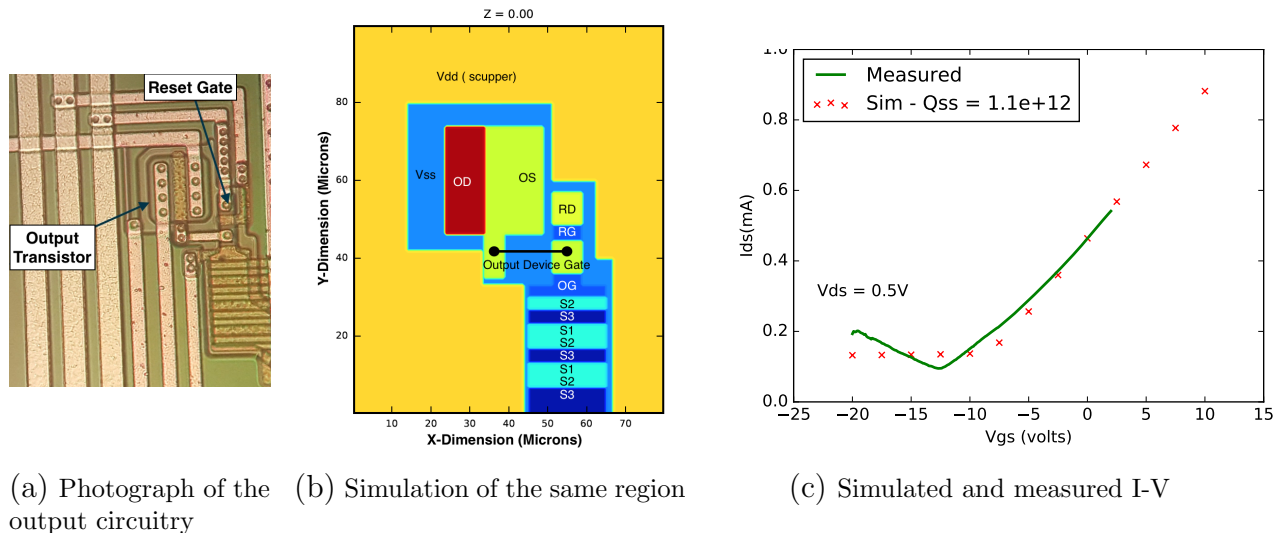 Reset Gate
Output
Transistor
Z = 0.00
Y-Dimension (Microns)
80
60
40
20
Vdd ( scupper)
Vss
OD
OS
RD
RG
Output Device Gate
OG
S2
S3
S1
S2
S3
S1
S2
S3
10 20 30 40 50 60 70
X-Dimension (Microns)
Ids(mA)
1.0
0.8
0.6
0.4
0.2
0.0
Measured
Sim - Qss = 1.1e+12
Vds = 0.5V
−25 −20 −15 −10 −5 0 5 10 15
Vgs (volts)
(a) Photograph of the
output circuitry
(b) Simulation of the same region
(c) Simulated and measured I-V